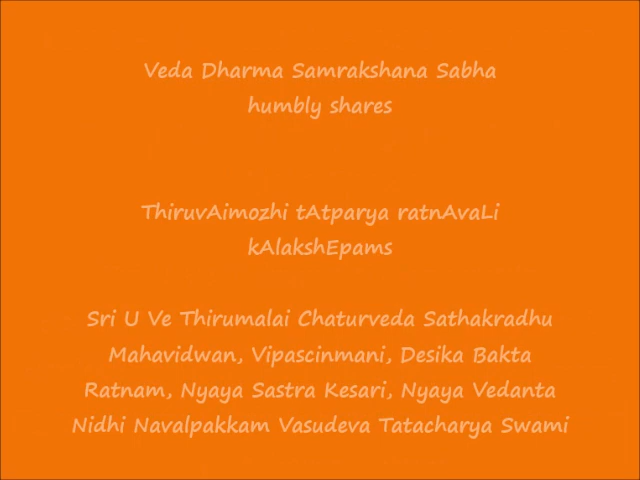 Veda Dharma Samrakshana Sabha
humbly shares
ThiruvAimozhi tAtparya ratnAvaLi
kAlakshEpams
Sri U Ve Thirumalai Chaturveda Sathakradhu
Mahavidwan, Vipascinmani, Desika Bakta
Ratnam, Nyaya Sastra Kesari, Nyaya Vedanta
Nidhi Navalpakkam Vasudeva Tatacharya Swami